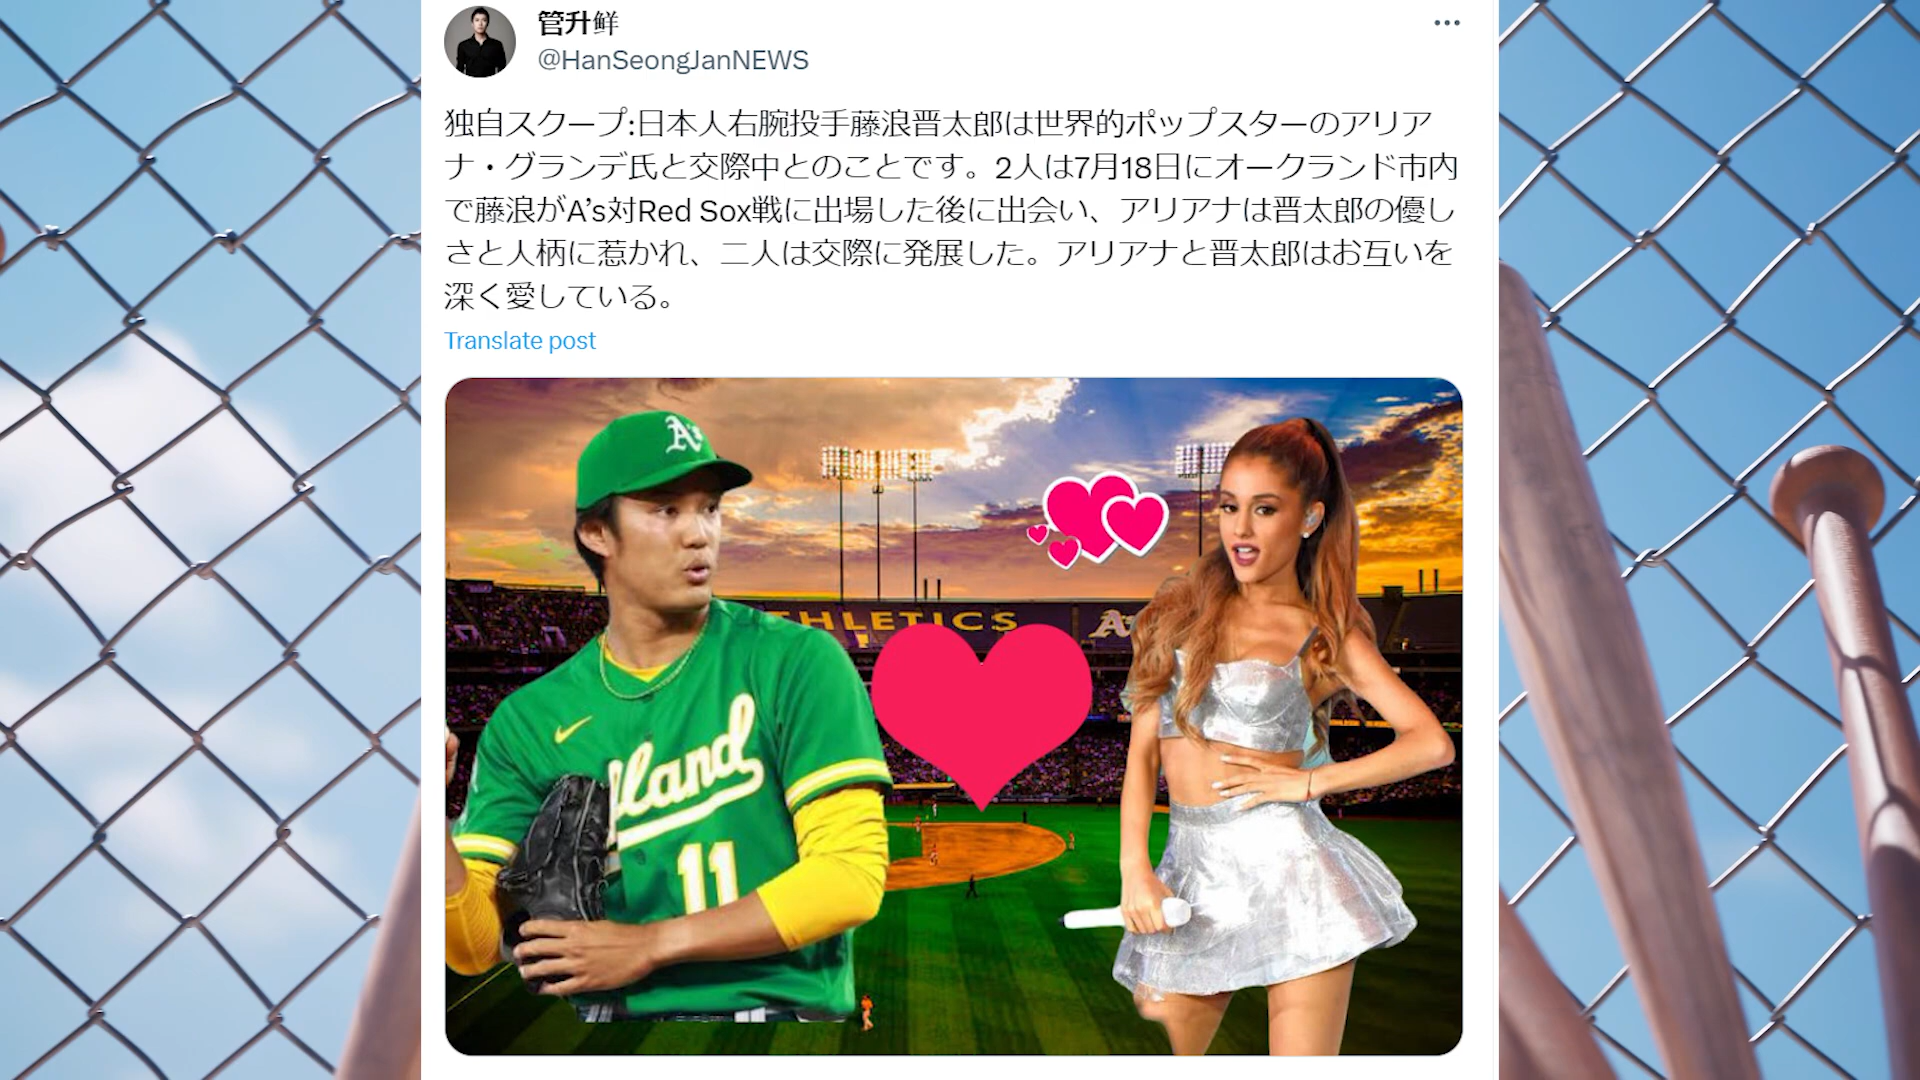 管升鲜
@HanSeongJanNEWS
独自スクープ:日本人右腕投手藤浪晋太郎は世界的ポップスターのアリア
ナ・グランデ氏と交際中とのことです。2人は7月18日にオークランド市内
で藤浪がA’s対Red Sox戦に出場した後に出会い、アリアナは晋太郎の優し
さと人柄に惹かれ、二人は交際に発展した。アリアナと晋太郎はお互いを
深く愛している。
Translate post
A's
THLETICS
A's
kland
11